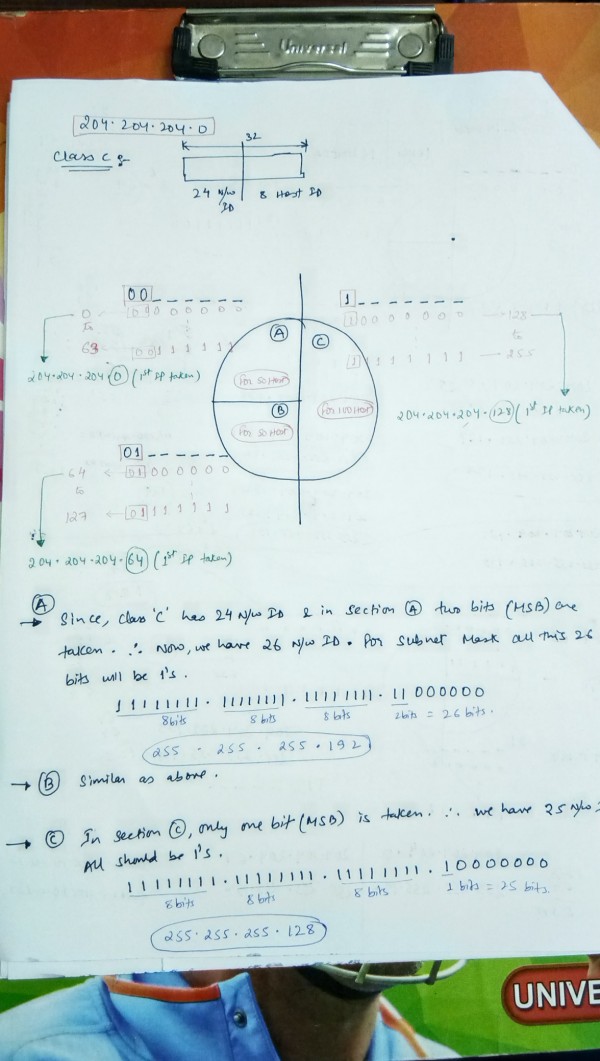 Universal
204.204.204.0
Class C :-
32
24 N/w ID
8 Host ID
00 _ _ _ _ _ _
0 ← 00 0 0 0 0 0 0
to
63 00 1 1 1 1 1 1
204.204.204.0 (1st IP taken)
1 _ _ _ _ _ _ _
1 0 0 0 0 0 0 0 → 128
to
1 1 1 1 1 1 1 1 → 255
204.204.204.128 (1st IP taken)
A
C
For 50 Host
B
For 50 Host
For 100 Host
01 _ _ _ _ _ _
64 ← 01 0 0 0 0 0 0
to
127 ← 01 1 1 1 1 1 1
204.204.204.64 (1st IP taken)
A
→ Since, class 'C' has 24 N/w ID & in section A two bits (MSB) are
taken. ∴ Now, we have 26 N/w ID. For Subnet Mask all this 26
bits will be 1's.
11111111.11111111.11111111.11000000
8bits 8 bits 8 bits 2bits = 26 bits.
255.255.255.192
→ B Similar as above.
→ C In section C, only one bit (MSB) is taken. ∴ we have 25 N/w
All should be 1's.
11111111.11111111.11111111.10000000
8 bits 8 bits 8 bits 1 bits = 25 bits.
255.255.255.128
UNIVE